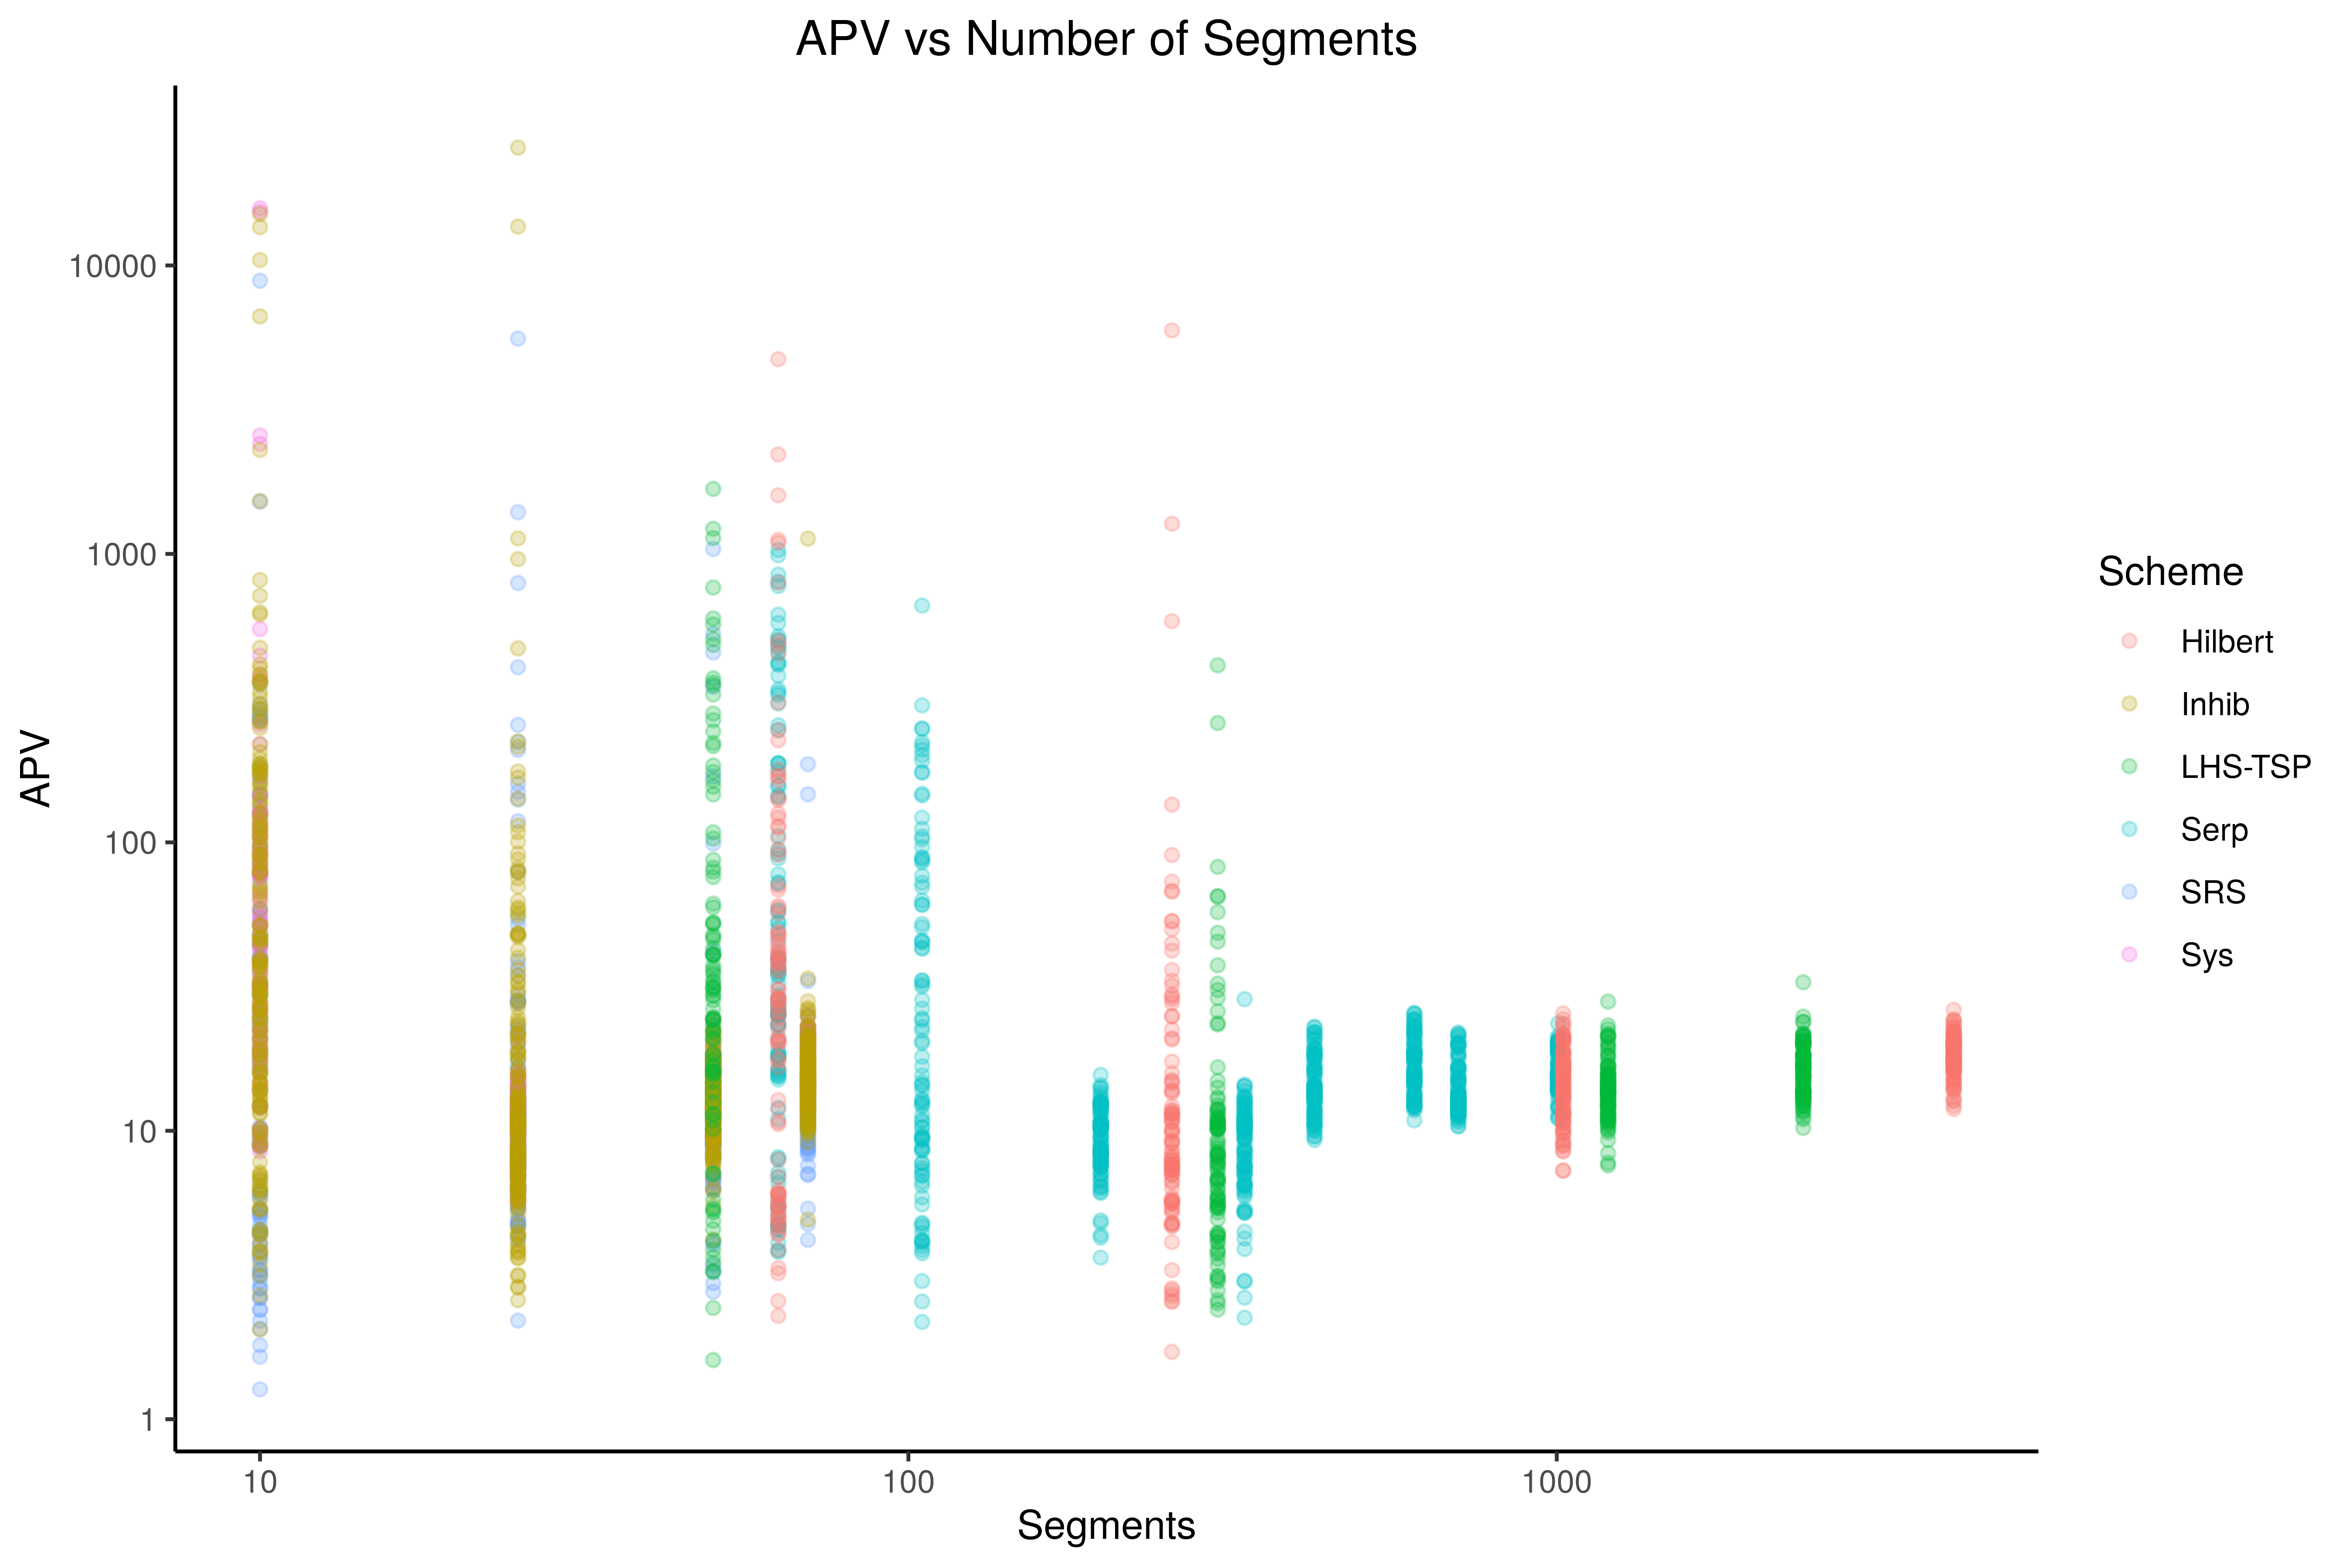 APV vs Number of Segments
APV
10000
1000
100
10
1
10
100
1000
Segments
Scheme
Hilbert
Inhib
LHS-TSP
Serp
SRS
Sys